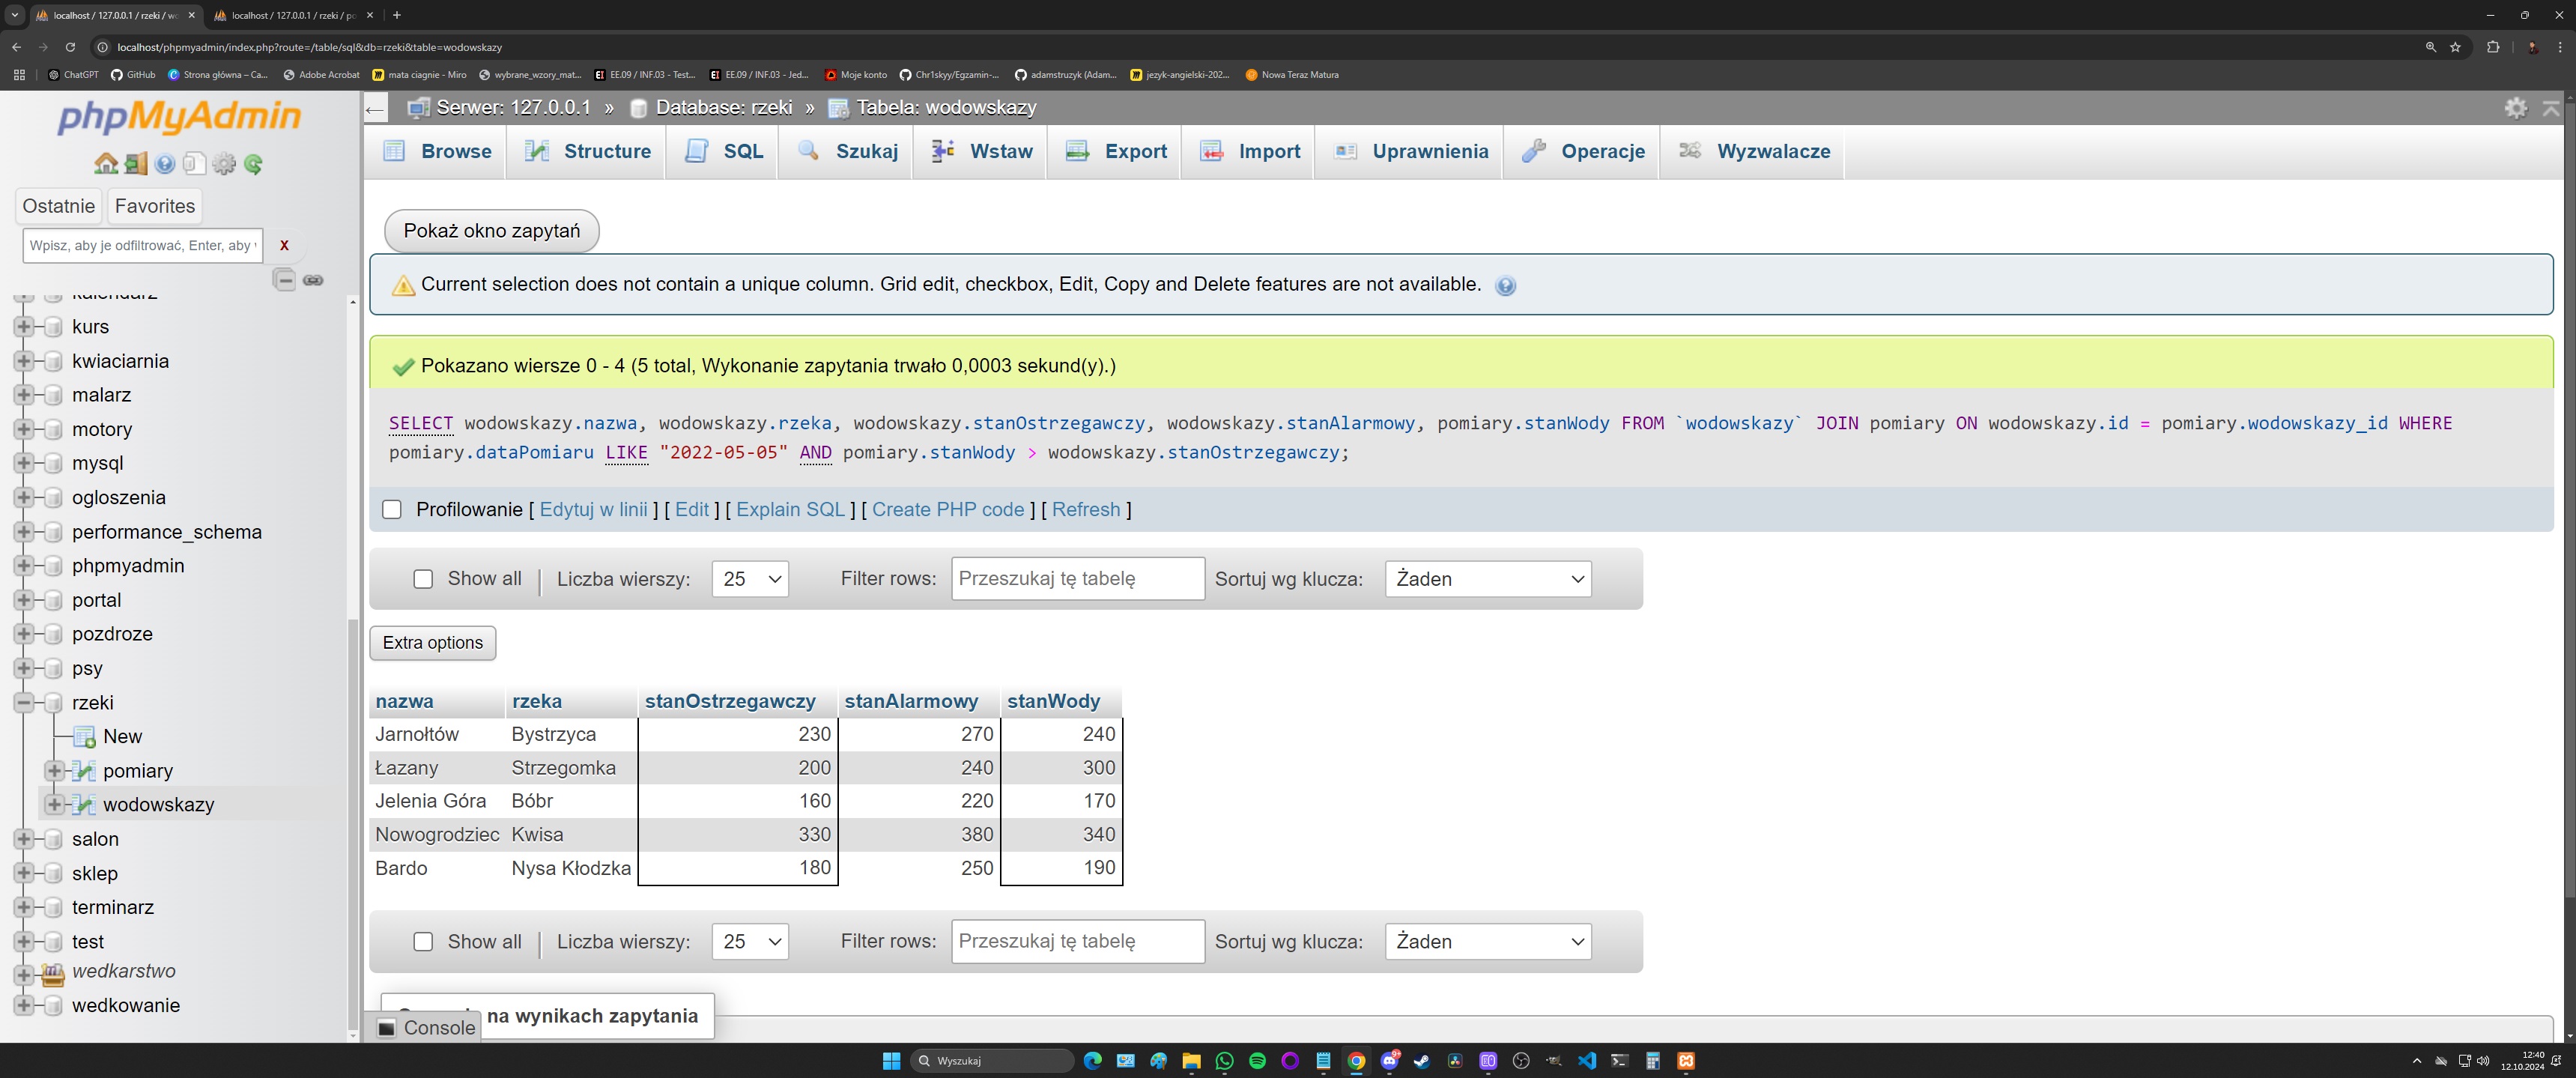 localhost / 127.0.0.1 / rzeki / wo
localhost / 127.0.0.1 / rzeki / po
localhost/phpmyadmin/index.php?route=/table/sql&db=rzeki&table=wodowskazy
ChatGPT
GitHub
Strona główna – Ca...
Adobe Acrobat
mata ciagnie - Miro
wybrane_wzory_mat...
EE.09 / INF.03 - Test...
EE.09 / INF.03 - Jed...
Moje konto
Chr1skyy/Egzamin-...
adamstruzyk (Adam...
jezyk-angielski-202...
Nowa Teraz Matura
phpMyAdmin
Ostatnie
Favorites
Wpisz, aby je odfiltrować, Enter, aby
X
kalendarz
kurs
kwiaciarnia
malarz
motory
mysql
ogloszenia
performance_schema
phpmyadmin
portal
pozdroze
psy
rzeki
New
pomiary
wodowskazy
salon
sklep
terminarz
test
wedkarstwo
wedkowanie
Serwer: 127.0.0.1 » Database: rzeki » Tabela: wodowskazy
Browse
Structure
SQL
Szukaj
Wstaw
Export
Import
Uprawnienia
Operacje
Wyzwalacze
Pokaż okno zapytań
Current selection does not contain a unique column. Grid edit, checkbox, Edit, Copy and Delete features are not available.
Pokazano wiersze 0 - 4 (5 total, Wykonanie zapytania trwało 0,0003 sekund(y).)
SELECT wodowskazy.nazwa, wodowskazy.rzeka, wodowskazy.stanOstrzegawczy, wodowskazy.stanAlarmowy, pomiary.stanWody FROM `wodowskazy` JOIN pomiary ON wodowskazy.id = pomiary.wodowskazy_id WHERE
pomiary.dataPomiaru LIKE "2022-05-05" AND pomiary.stanWody > wodowskazy.stanOstrzegawczy;
Profilowanie [ Edytuj w linii ] [ Edit ] [ Explain SQL ] [ Create PHP code ] [ Refresh ]
Show all | Liczba wierszy: 25 Filter rows: Przeszukaj tę tabelę Sortuj wg klucza: Żaden
Extra options
nazwa rzeka stanOstrzegawczy stanAlarmowy stanWody
Jarnołtów Bystrzyca 230 270 240
Łazany Strzegomka 200 240 300
Jelenia Góra Bóbr 160 220 170
Nowogrodziec Kwisa 330 380 340
Bardo Nysa Kłodzka 180 250 190
Show all | Liczba wierszy: 25 Filter rows: Przeszukaj tę tabelę Sortuj wg klucza: Żaden
na wynikach zapytania
Console
Wyszukaj
12:40
12.10.2024